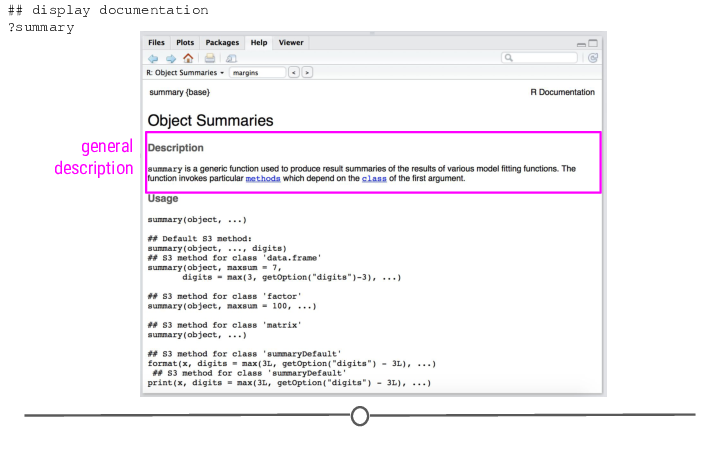 ## display documentation
?summary
Files Plots Packages Help Viewer
R: Object Summaries margins < >
summary {base} R Documentation
Object Summaries
general
description
Description
summary is a generic function used to produce result summaries of the results of various model fitting functions. The
function invokes particular methods which depend on the class of the first argument.
Usage
summary(object, ...)
## Default S3 method:
summary(object, ..., digits)
## S3 method for class 'data.frame'
summary(object, maxsum = 7,
digits = max(3, getOption("digits")-3), ...)
## S3 method for class 'factor'
summary(object, maxsum = 100, ...)
## S3 method for class 'matrix'
summary(object, ...)
## S3 method for class 'summaryDefault'
format(x, digits = max(3L, getOption("digits") - 3L), ...)
## S3 method for class 'summaryDefault'
print(x, digits = max(3L, getOption("digits") - 3L), ...)